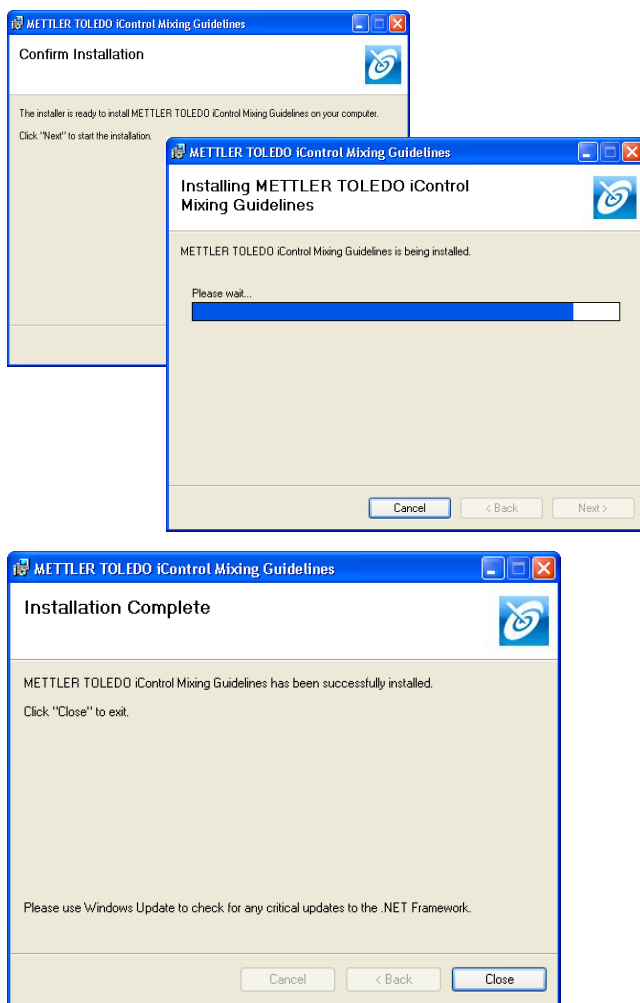 METTLER TOLEDO iControl Mixing Guidelines
Confirm Installation
The installer is ready to install METTLER TOLEDO iControl Mixing Guidelines on your computer.
Click "Next" to start the installation.
METTLER TOLEDO iControl Mixing Guidelines
Installing METTLER TOLEDO iControl
Mixing Guidelines
METTLER TOLEDO iControl Mixing Guidelines is being installed.
Please wait...
Cancel
< Back
Next >
METTLER TOLEDO iControl Mixing Guidelines
Installation Complete
METTLER TOLEDO iControl Mixing Guidelines has been successfully installed.
Click "Close" to exit.
Please use Windows Update to check for any critical updates to the .NET Framework.
Cancel
< Back
Close